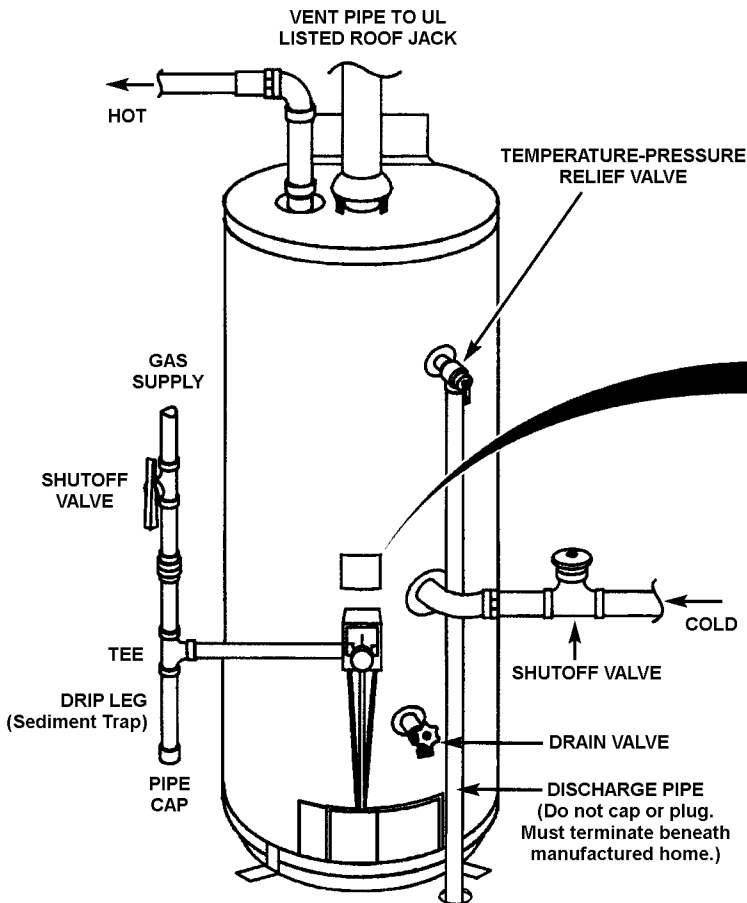 VENT PIPE TO UL
LISTED ROOF JACK
HOT
TEMPERATURE-PRESSURE
RELIEF VALVE
GAS
SUPPLY
SHUTOFF
VALVE
COLD
TEE
SHUTOFF VALVE
DRIP LEG
(Sediment Trap)
DRAIN VALVE
PIPE
CAP
DISCHARGE PIPE
(Do not cap or plug.
Must terminate beneath
manufactured home.)